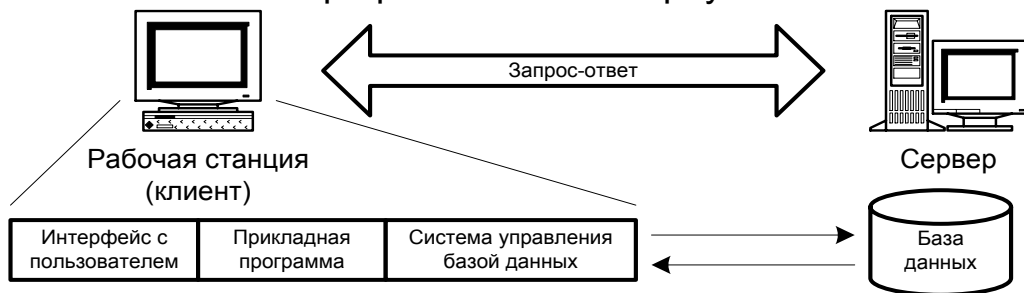 Запрос-ответ
Рабочая станция
(клиент)
Сервер
Интерфейс с
пользователем
Прикладная
программа
Система управления
базой данных
База
данных